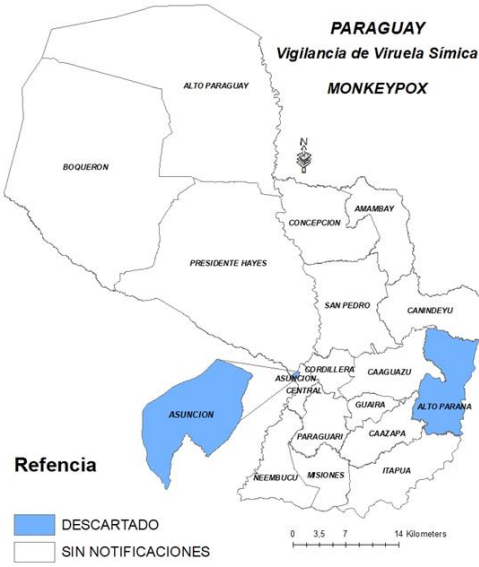 PARAGUAY
Vigilancia de Viruela Símica
MONKEYPOX
ALTO PARAGUAY
N
BOQUERON
AMAMBAY
CONCEPCION
PRESIDENTE HAYES
SAN PEDRO
CANINDEYU
CORDILLERA
CAAGUAZU
ASUNCION
CENTRAL
GUAIRA
ALTO PARANA
ASUNCION
PARAGUARI
CAAZAPA
ITAPUA
ÑEEMBUCU
MISIONES
Refencia
DESCARTADO
SIN NOTIFICACIONES
0 3,5 7 14 Kilometers